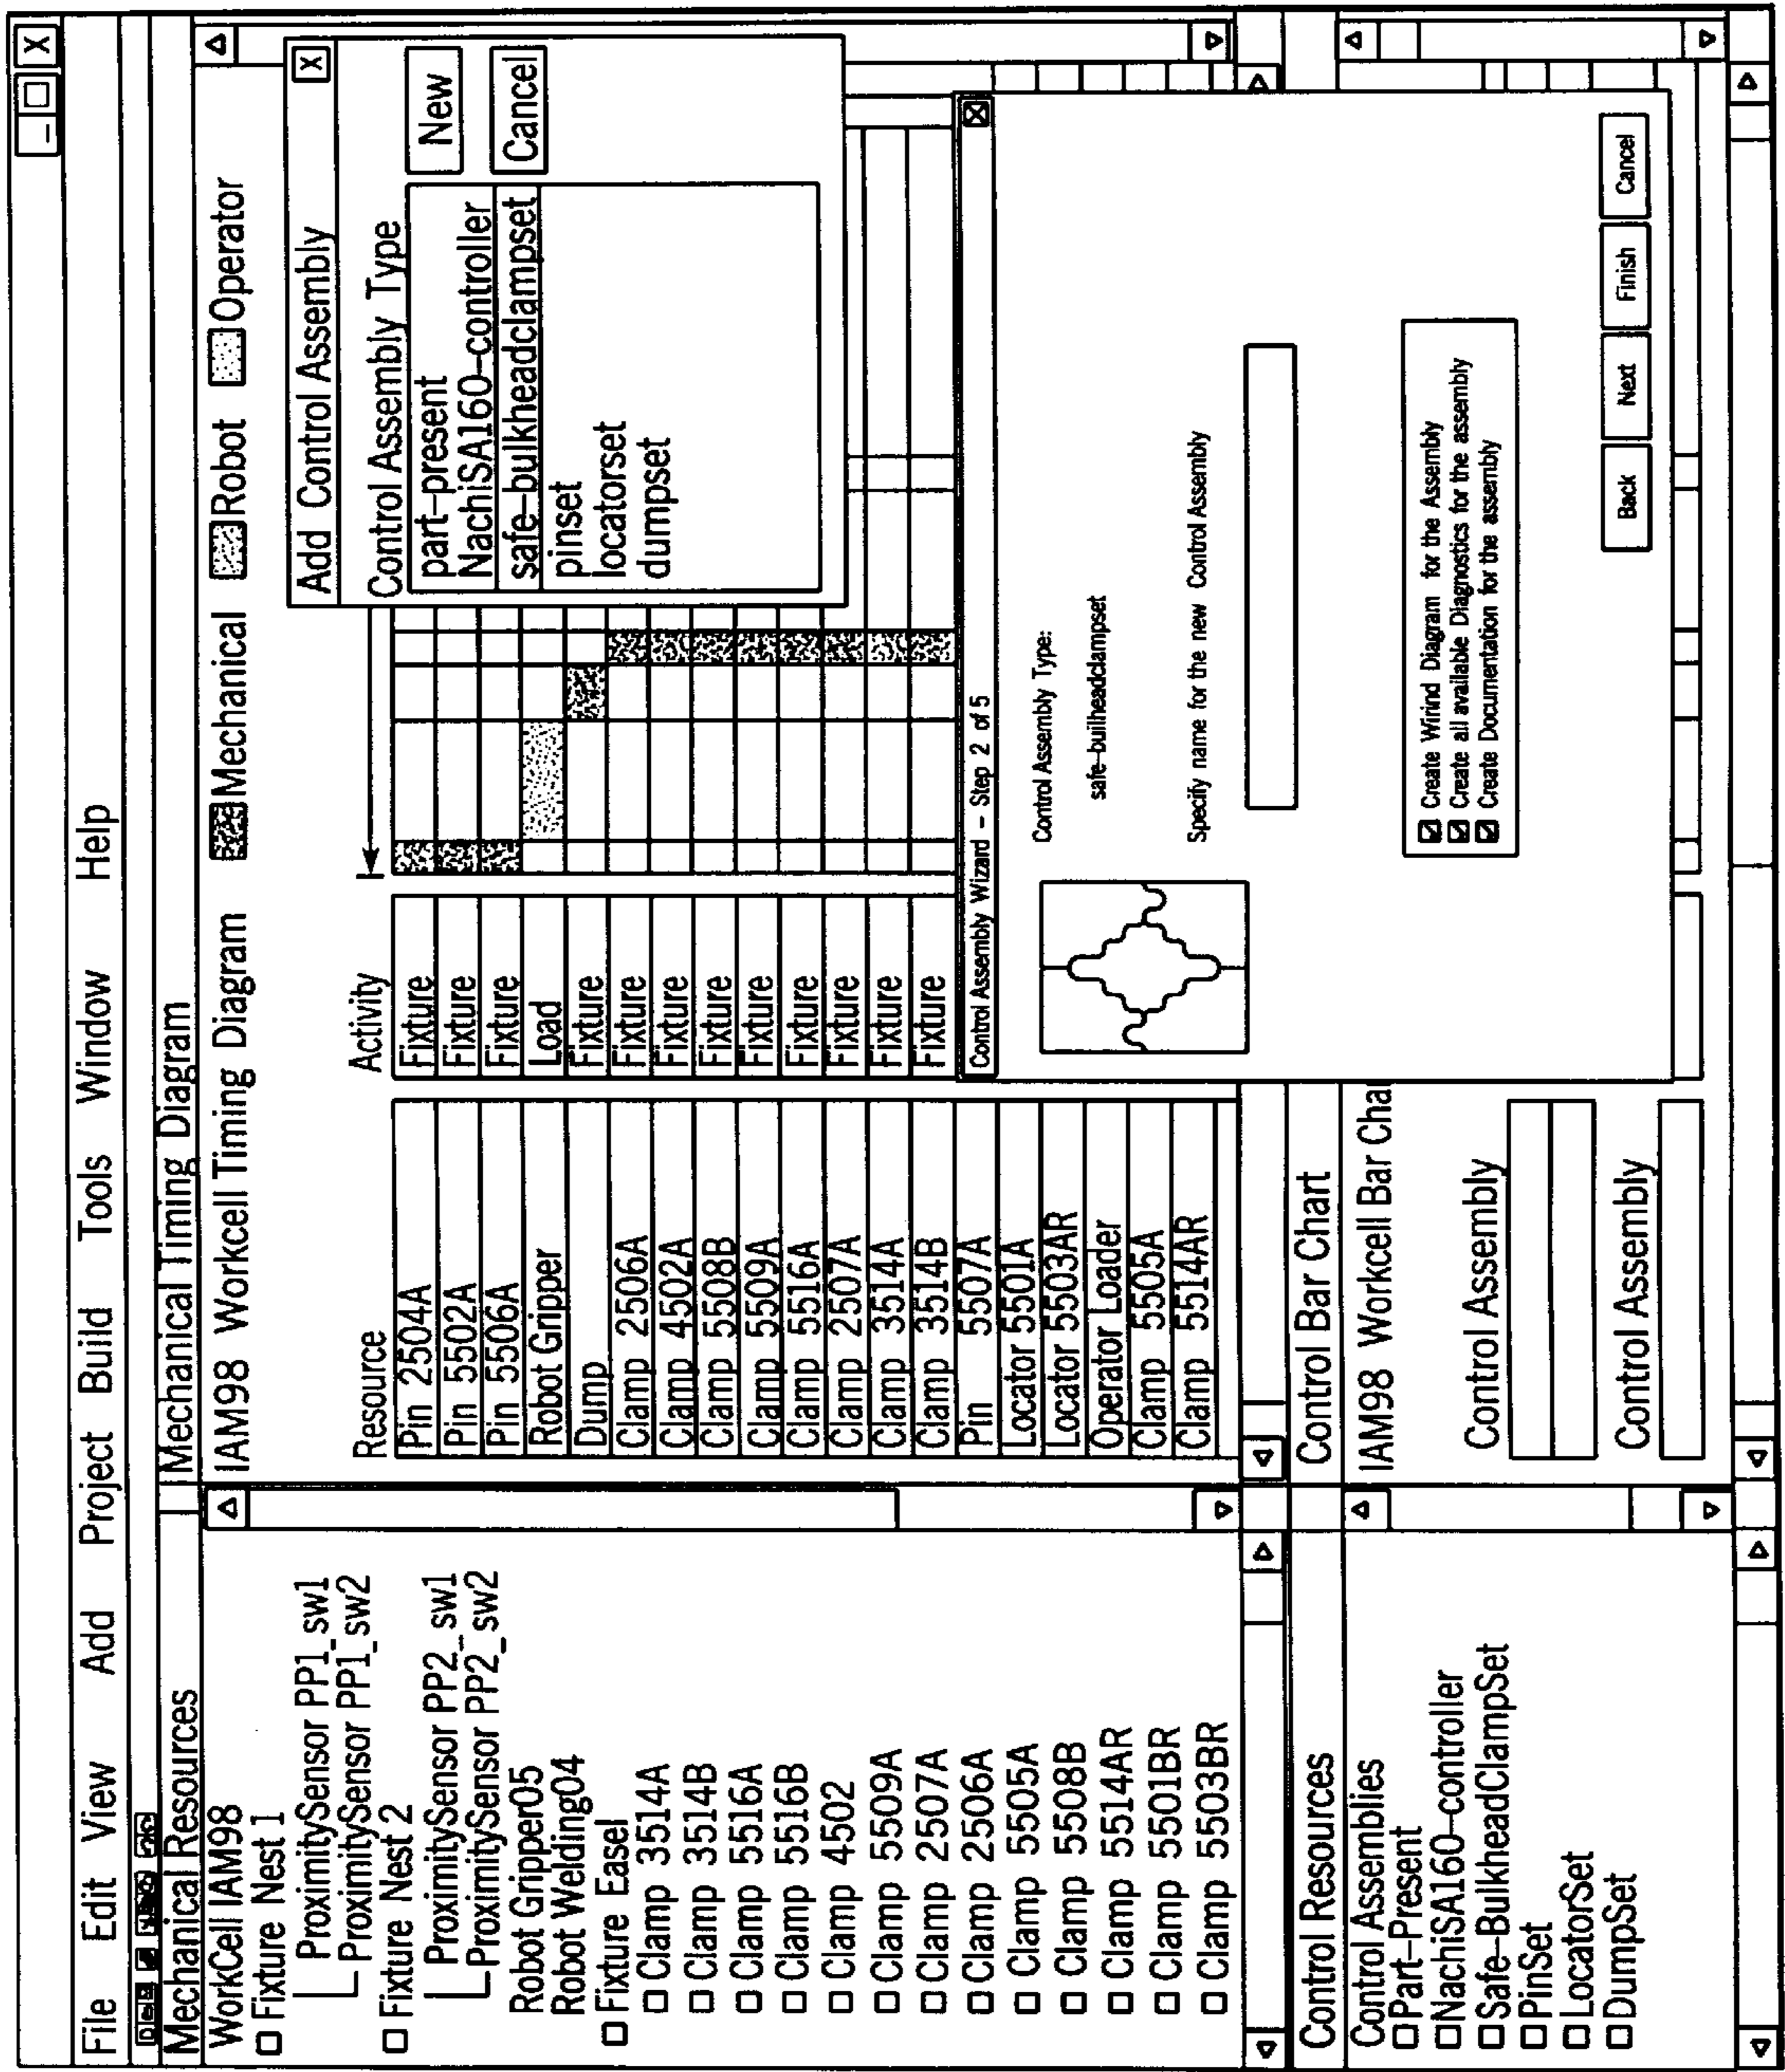 File Edit View Add Project Build Tools Window Help
Mechanical Resources
WorkCell IAM98
Fixture Nest 1
ProximitySensor PP1_sw1
ProximitySensor PP1_sw2
Fixture Nest 2
ProximitySensor PP2_sw1
ProximitySensor PP2_sw2
Robot Gripper05
Robot Welding04
Fixture Easel
Clamp 3514A
Clamp 3514B
Clamp 5516A
Clamp 5516B
Clamp 4502
Clamp 5509A
Clamp 2507A
Clamp 2506A
Clamp 5505A
Clamp 5508B
Clamp 5514AR
Clamp 5501BR
Clamp 5503BR
Mechanical Timing Diagram
IAM98 Workcell Timing Diagram Mechanical Robot Operator
Resource Activity
Pin 2504A Fixture
Pin 5502A Fixture
Pin 5506A Fixture
Robot Gripper Load
Dump Fixture
Clamp 2506A Fixture
Clamp 4502A Fixture
Clamp 5508B Fixture
Clamp 5509A Fixture
Clamp 5516A Fixture
Clamp 2507A Fixture
Clamp 3514A Fixture
Clamp 3514B Fixture
Pin 5507A
Locator 5501A
Locator 5503AR
Operator Loader
Clamp 5505A
Clamp 5514AR
Add Control Assembly X
Control Assembly Type
part-present
NachiSA160-controller
safe-bulkheadclampset
pinset
locatorset
dumpset
New
Cancel
Control Assembly Wizard - Step 2 of 5
Control Assembly Type:
safe-builheadclampset
Specify name for the new Control Assembly
Create Wirind Diagram for the Assembly
Create all available Diagnostics for the assembly
Create Documentation for the assembly
Back Next Finish Cancel
Control Resources
Control Assemblies
Part-Present
NachiSA160-controller
Safe-BulkheadClampSet
PinSet
LocatorSet
DumpSet
Control Bar Chart
IAM98 Workcell Bar Cha
Control Assembly
Control Assembly